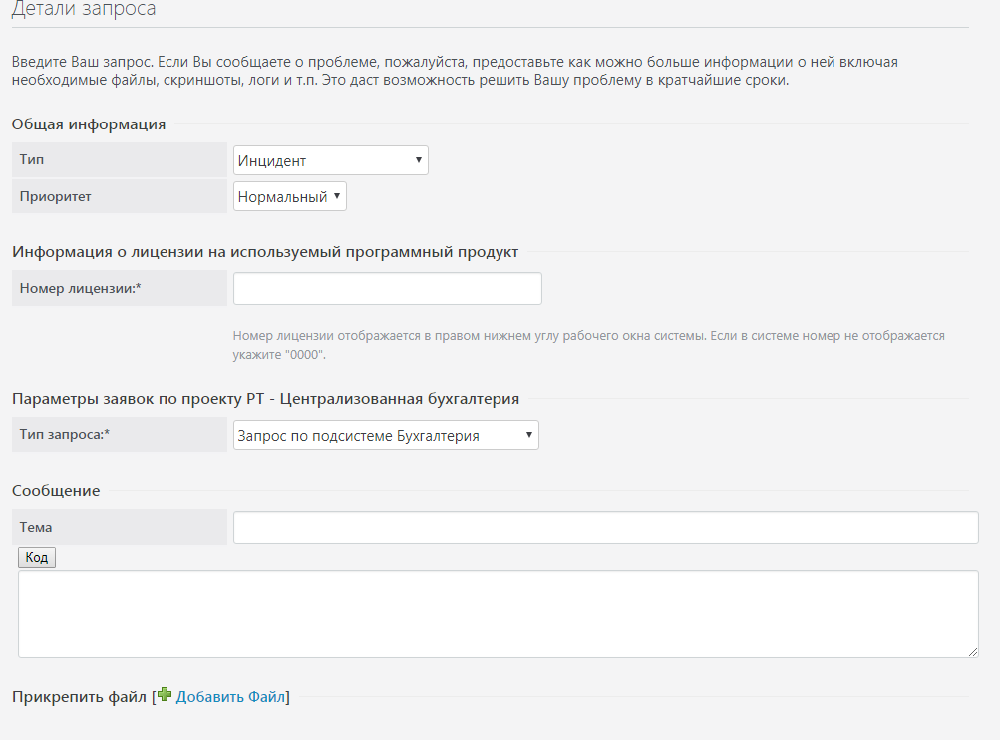 Детали запроса
Введите Ваш запрос. Если Вы сообщаете о проблеме, пожалуйста, предоставьте как можно больше информации о ней включая
необходимые файлы, скриншоты, логи и т.п. Это даст возможность решить Вашу проблему в кратчайшие сроки.
Общая информация
Тип Инцидент
Приоритет Нормальный
Информация о лицензии на используемый программный продукт
Номер лицензии:*
Номер лицензии отображается в правом нижнем углу рабочего окна системы. Если в системе номер не отображается
укажите "0000".
Параметры заявок по проекту РТ - Централизованная бухгалтерия
Тип запроса:* Запрос по подсистеме Бухгалтерия
Сообщение
Тема
Код
Прикрепить файл [Добавить Файл]